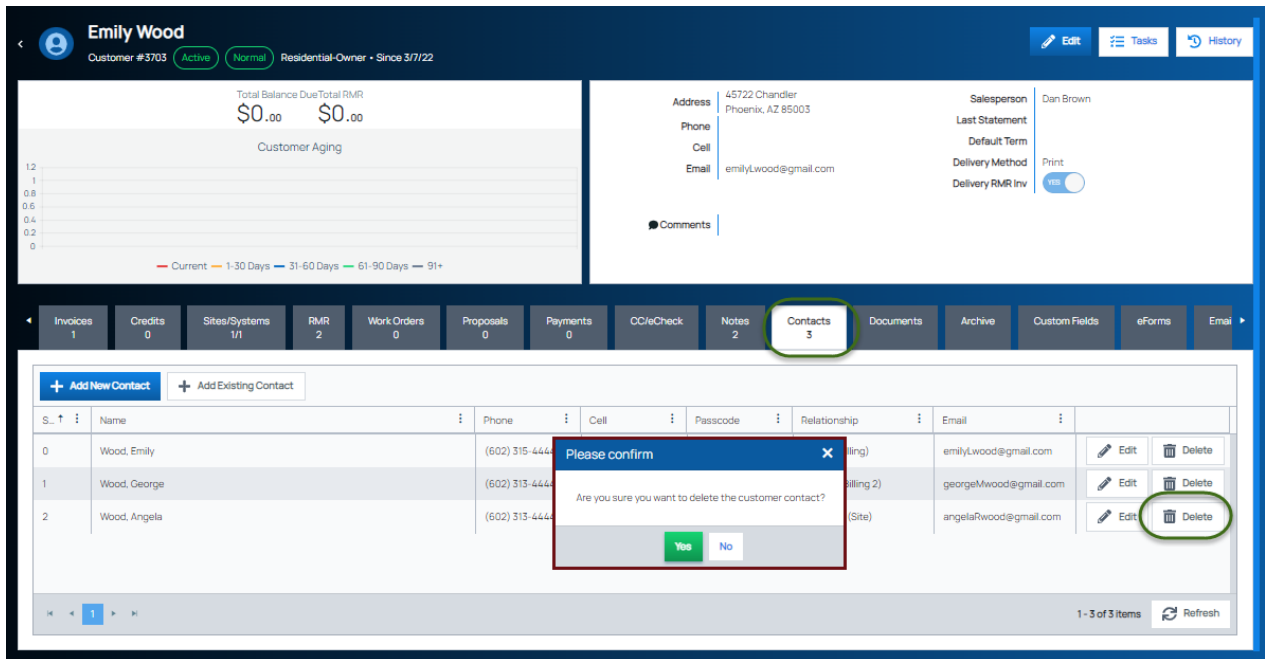 Emily Wood
Customer #3703 Active Normal Residential-Owner • Since 3/7/22
Edit Tasks History
Total Balance Due Total RMR
$0.00 $0.00
Customer Aging
1.2
1
0.8
0.6
0.4
0.2
0
Current 1-30 Days 31-60 Days 61-90 Days 91+
Address 45722 Chandler
Phoenix, AZ 85003
Phone
Cell
Email emilyLwood@gmail.com
Comments
Salesperson Dan Brown
Last Statement
Default Term
Delivery Method Print
Delivery RMR Inv YES
Invoices Credits Sites/Systems RMR Work Orders Proposals Payments CC/eCheck Notes Contacts Documents Archive Custom Fields eForms Emai
1 0 1/1 2 0 0 0 2 3
+ Add New Contact + Add Existing Contact
S... Name Phone Cell Passcode Relationship Email
0 Wood, Emily (602) 315-4444 lling) emilyLwood@gmail.com Edit Delete
1 Wood, George (602) 313-4444 illing 2) georgeMwood@gmail.com Edit Delete
2 Wood, Angela (602) 313-4444 (Site) angelaRwood@gmail.com Edit Delete
Please confirm
Are you sure you want to delete the customer contact?
Yes No
1 1 - 3 of 3 items Refresh